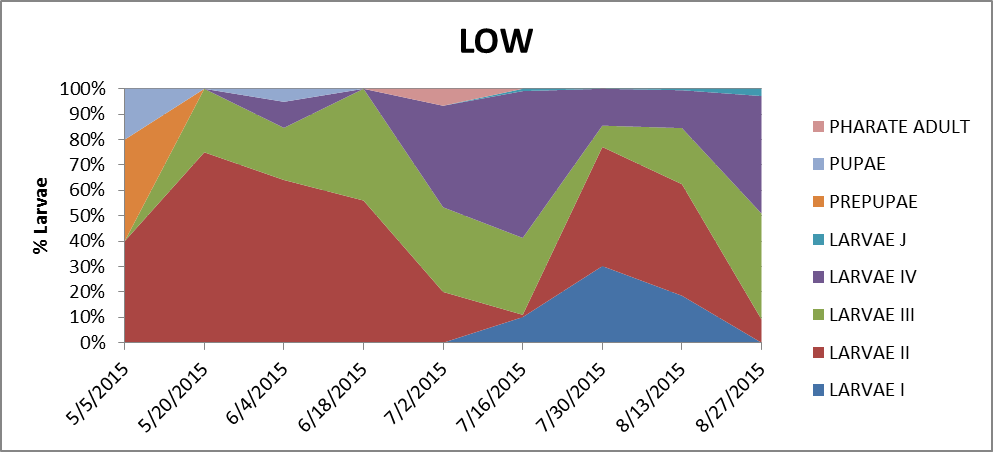 LOW
% Larvae
100%
90%
80%
70%
60%
50%
40%
30%
20%
10%
0%
5/5/2015
5/20/2015
6/4/2015
6/18/2015
7/2/2015
7/16/2015
7/30/2015
8/13/2015
8/27/2015
PHARATE ADULT
PUPAE
PREPUPAE
LARVAE J
LARVAE IV
LARVAE III
LARVAE II
LARVAE I